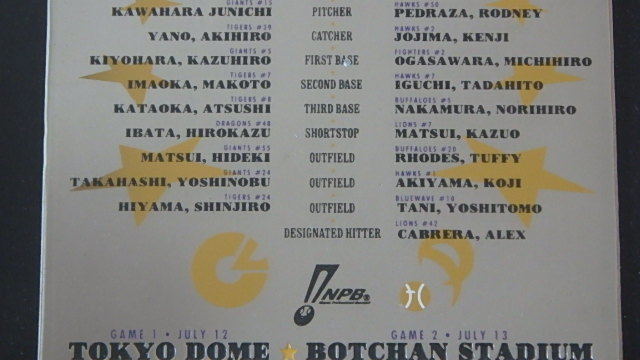 GIANTS #15 HAWKS #50
KAWAHARA JUNICHI PITCHER PEDRAZA, RODNEY
TIGERS #39 HAWKS #2
YANO, AKIHIRO CATCHER JOJIMA, KENJI
GIANTS #5 FIGHTERS #2
KIYOHARA, KAZUHIRO FIRST BASE OGASAWARA, MICHIHIRO
TIGERS #7 HAWKS #7
IMAOKA, MAKOTO SECOND BASE IGUCHI, TADAHITO
TIGERS #8 BUFFALOES #5
KATAOKA, ATSUSHI THIRD BASE NAKAMURA, NORIHIRO
DRAGONS #48 LIONS #7
IBATA, HIROKAZU SHORTSTOP MATSUI, KAZUO
GIANTS #55 BUFFALOES #20
MATSUI, HIDEKI OUTFIELD RHODES, TUFFY
GIANTS #24 HAWKS #1
TAKAHASHI, YOSHINOBU OUTFIELD AKIYAMA, KOJI
TIGERS #24 BLUEWAVE #10
HIYAMA, SHINJIRO OUTFIELD TANI, YOSHITOMO
LIONS #42
DESIGNATED HITTER CABRERA, ALEX
NPB®
GAME 1 • JULY 12 GAME 2 • JULY 13
TOKYO DOME ★ BOTCHAN STADIUM